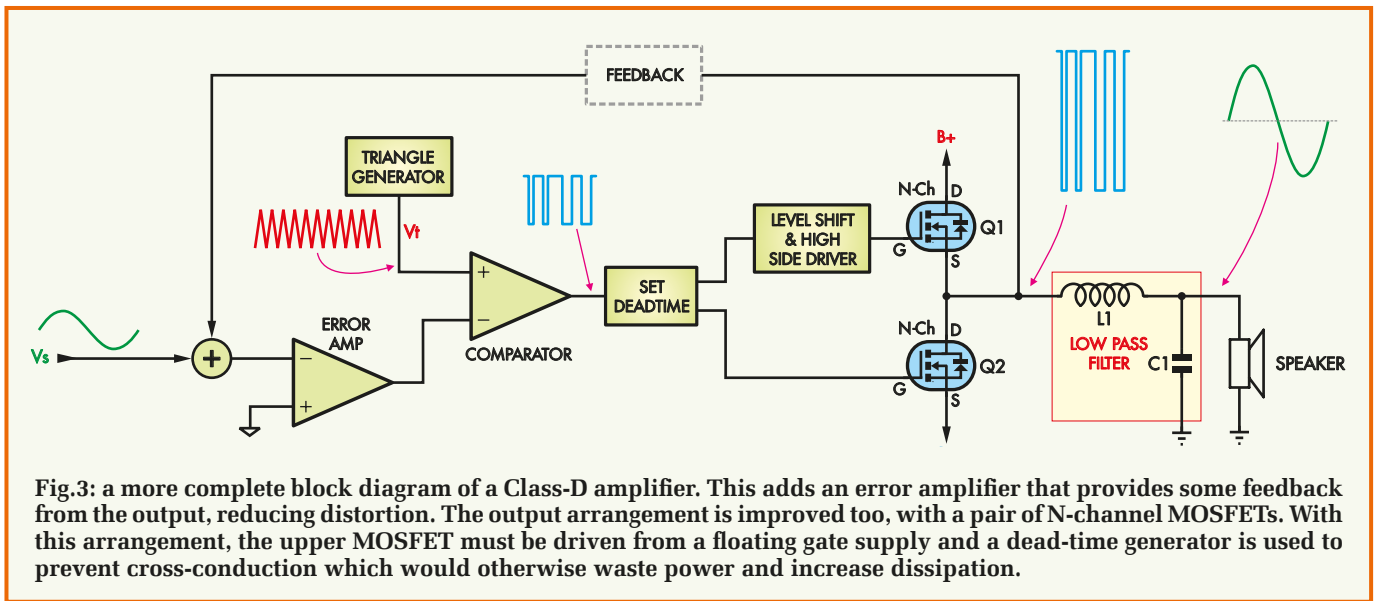 FEEDBACK
B+
TRIANGLE
GENERATOR
N-Ch D
LEVEL SHIFT
& HIGH
SIDE DRIVER
Q1
Vt
G
S
+
SET
DEADTIME
−
ERROR
AMP
COMPARATOR
N-Ch D
L1
LOW PASS
FILTER
C1
SPEAKER
Vs
+
−
Q2
G
S
+
Fig.3: a more complete block diagram of a Class-D amplifier. This adds an error amplifier that provides some feedback
from the output, reducing distortion. The output arrangement is improved too, with a pair of N-channel MOSFETs. With
this arrangement, the upper MOSFET must be driven from a floating gate supply and a dead-time generator is used to
prevent cross-conduction which would otherwise waste power and increase dissipation.